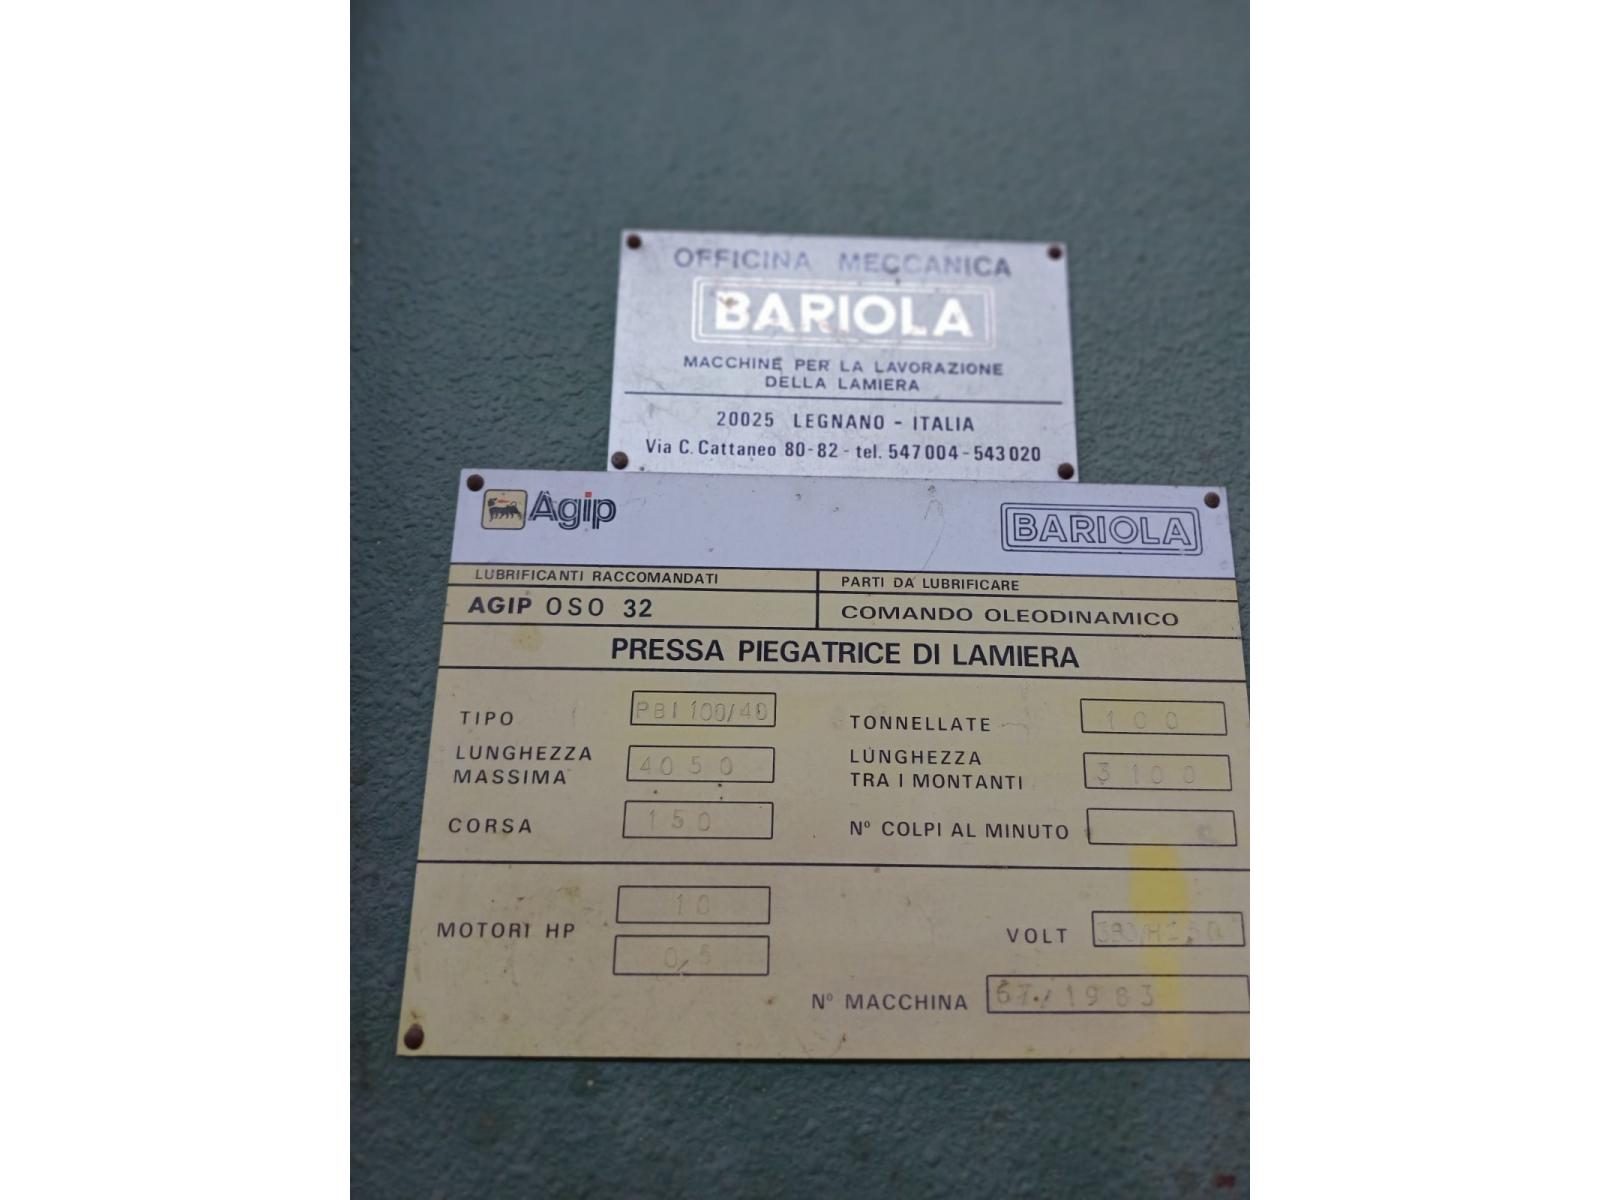 OFFICINA MECCANICA
BARIOLA
MACCHINE PER LA LAVORAZIONE
DELLA LAMIERA
20025 LEGNANO - ITALIA
Via C. Cattaneo 80-82 - tel. 547004 - 543020
Agip BARIOLA
LUBRIFICANTI RACCOMANDATI PARTI DA LUBRIFICARE
AGIP OSO 32 COMANDO OLEODINAMICO
PRESSA PIEGATRICE DI LAMIERA
TIPO PBI 100/40 TONNELLATE 100
LUNGHEZZA MASSIMA 4050 LUNGHEZZA TRA I MONTANTI 3100
CORSA 150 N° COLPI AL MINUTO
MOTORI HP 10
0,5
VOLT
N° MACCHINA 67./1983